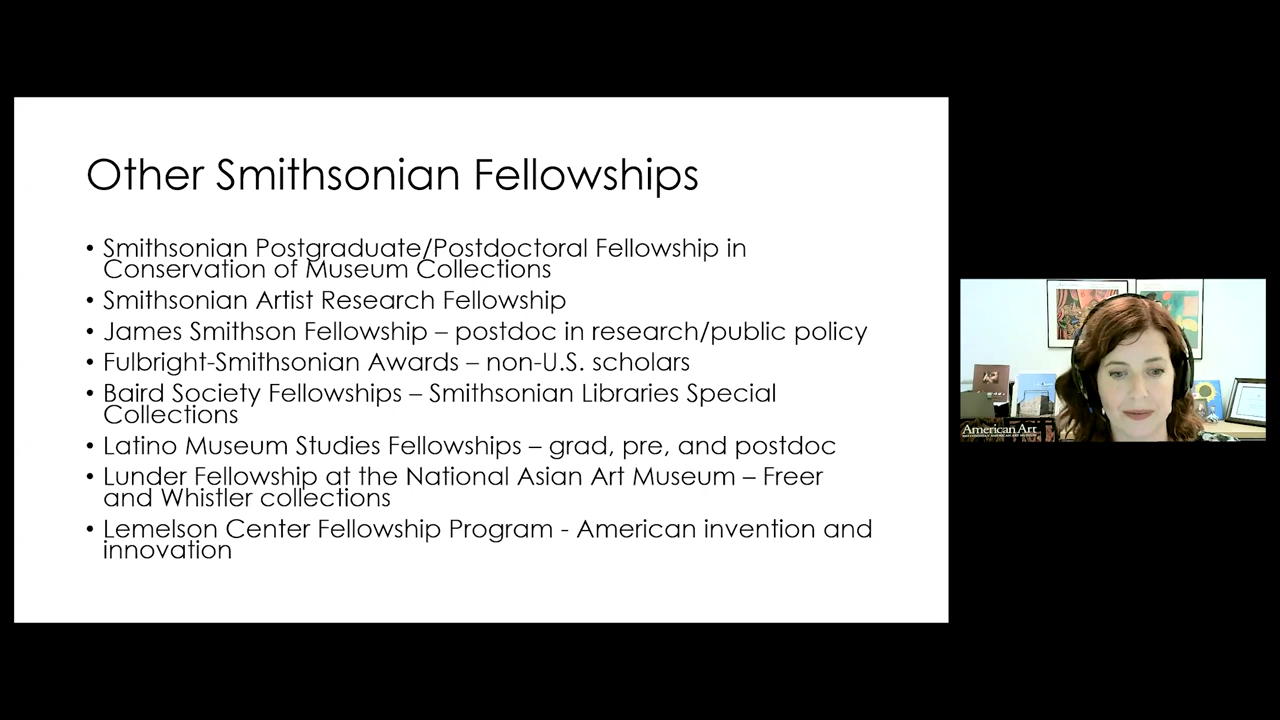 Other Smithsonian Fellowships
• Smithsonian Postgraduate/Postdoctoral Fellowship in
Conservation of Museum Collections
• Smithsonian Artist Research Fellowship
• James Smithson Fellowship – postdoc in research/public policy
• Fulbright-Smithsonian Awards – non-U.S. scholars
• Baird Society Fellowships – Smithsonian Libraries Special
Collections
• Latino Museum Studies Fellowships – grad, pre, and postdoc
• Lunder Fellowship at the National Asian Art Museum – Freer
and Whistler collections
• Lemelson Center Fellowship Program - American invention and
innovation
American Art